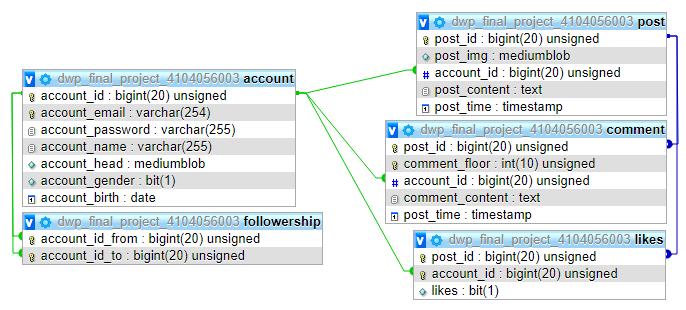 dwp_final_project_4104056003 post
post_id : bigint(20) unsigned
post_img : mediumblob
account_id : bigint(20) unsigned
post_content : text
post_time : timestamp
dwp_final_project_4104056003 account
account_id : bigint(20) unsigned
account_email : varchar(254)
account_password : varchar(255)
account_name : varchar(255)
account_head : mediumblob
account_gender : bit(1)
account_birth : date
dwp_final_project_4104056003 comment
post_id : bigint(20) unsigned
comment_floor : int(10) unsigned
account_id : bigint(20) unsigned
comment_content : text
post_time : timestamp
dwp_final_project_4104056003 followership
account_id_from : bigint(20) unsigned
account_id_to : bigint(20) unsigned
dwp_final_project_4104056003 likes
post_id : bigint(20) unsigned
account_id : bigint(20) unsigned
likes : bit(1)